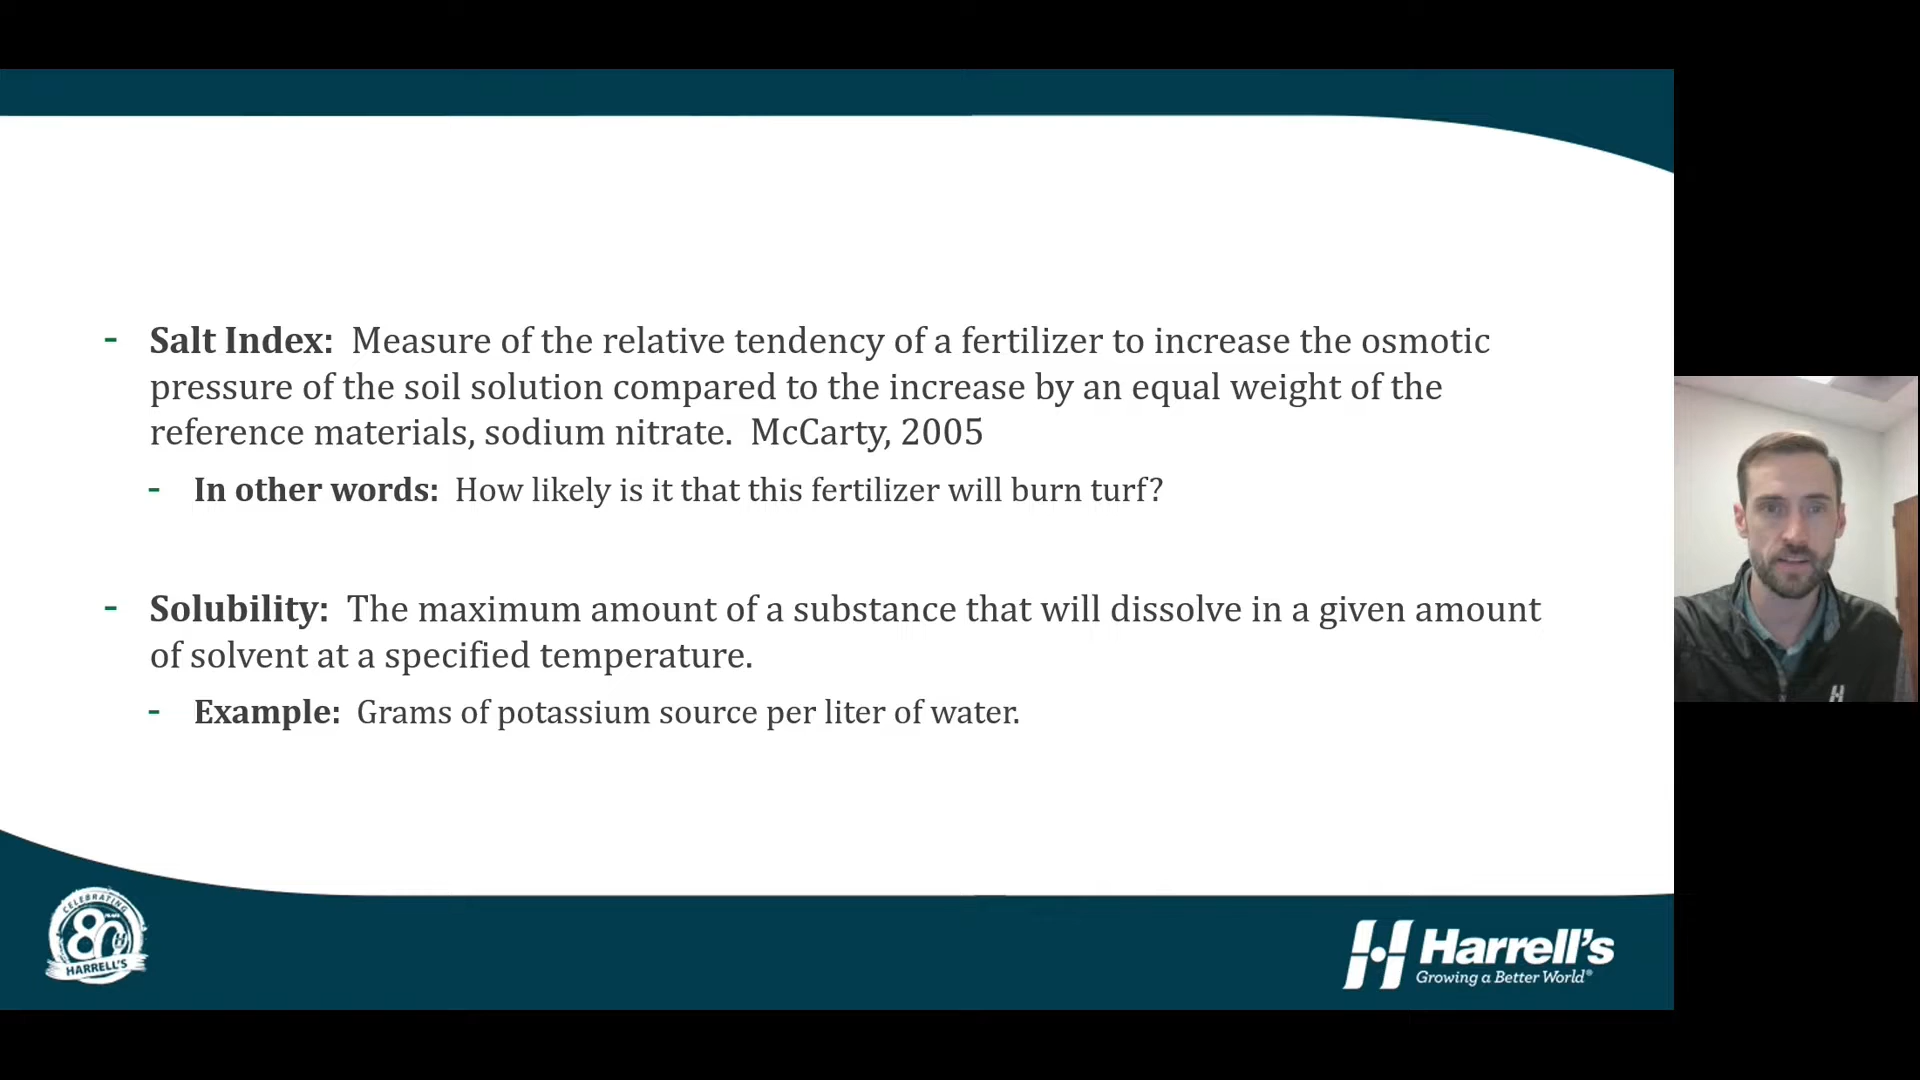 - Salt Index: Measure of the relative tendency of a fertilizer to increase the osmotic
pressure of the soil solution compared to the increase by an equal weight of the
reference materials, sodium nitrate. McCarty, 2005
- In other words: How likely is it that this fertilizer will burn turf?
- Solubility: The maximum amount of a substance that will dissolve in a given amount
of solvent at a specified temperature.
- Example: Grams of potassium source per liter of water.
CELEBRATING
80
HARRELL'S
Harrell's
Growing a Better World®